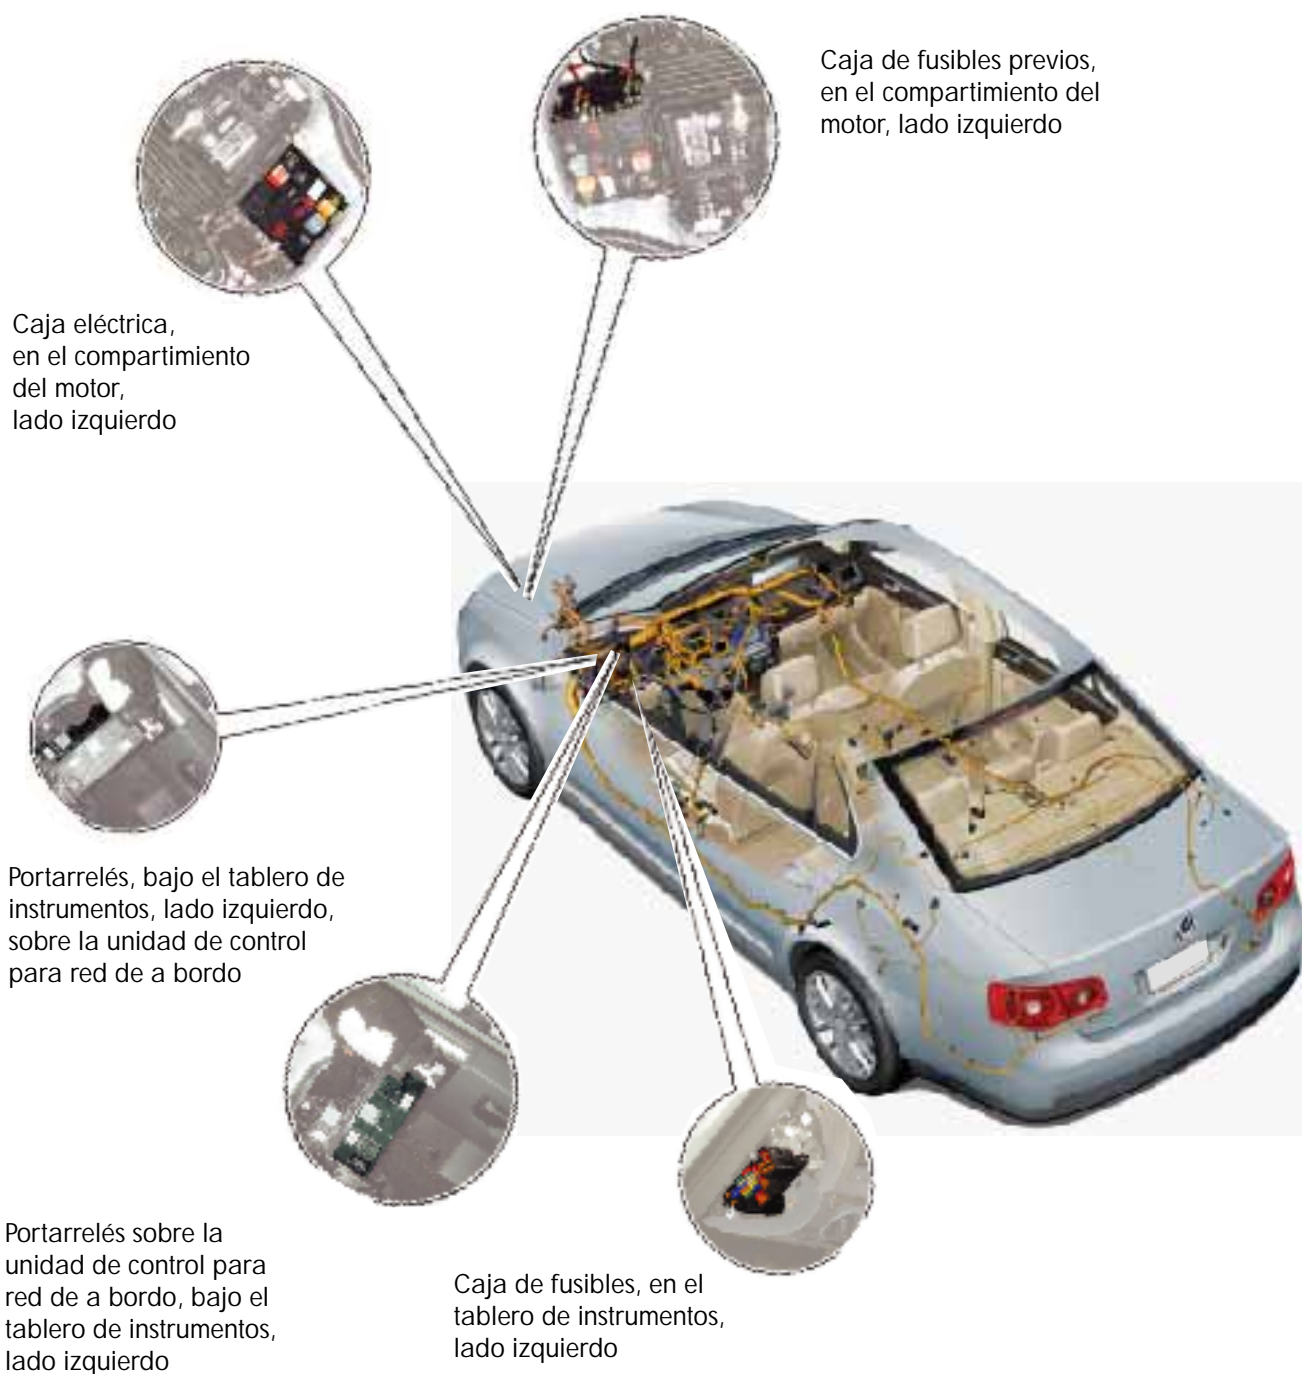 Caja de fusibles previos,
en el compartimiento del
motor, lado izquierdo
Caja eléctrica,
en el compartimiento
del motor,
lado izquierdo
Portarrelés, bajo el tablero de
instrumentos, lado izquierdo,
sobre la unidad de control
para red de a bordo
Portarrelés sobre la
unidad de control para
red de a bordo, bajo el
tablero de instrumentos,
lado izquierdo
Caja de fusibles, en el
tablero de instrumentos,
lado izquierdo